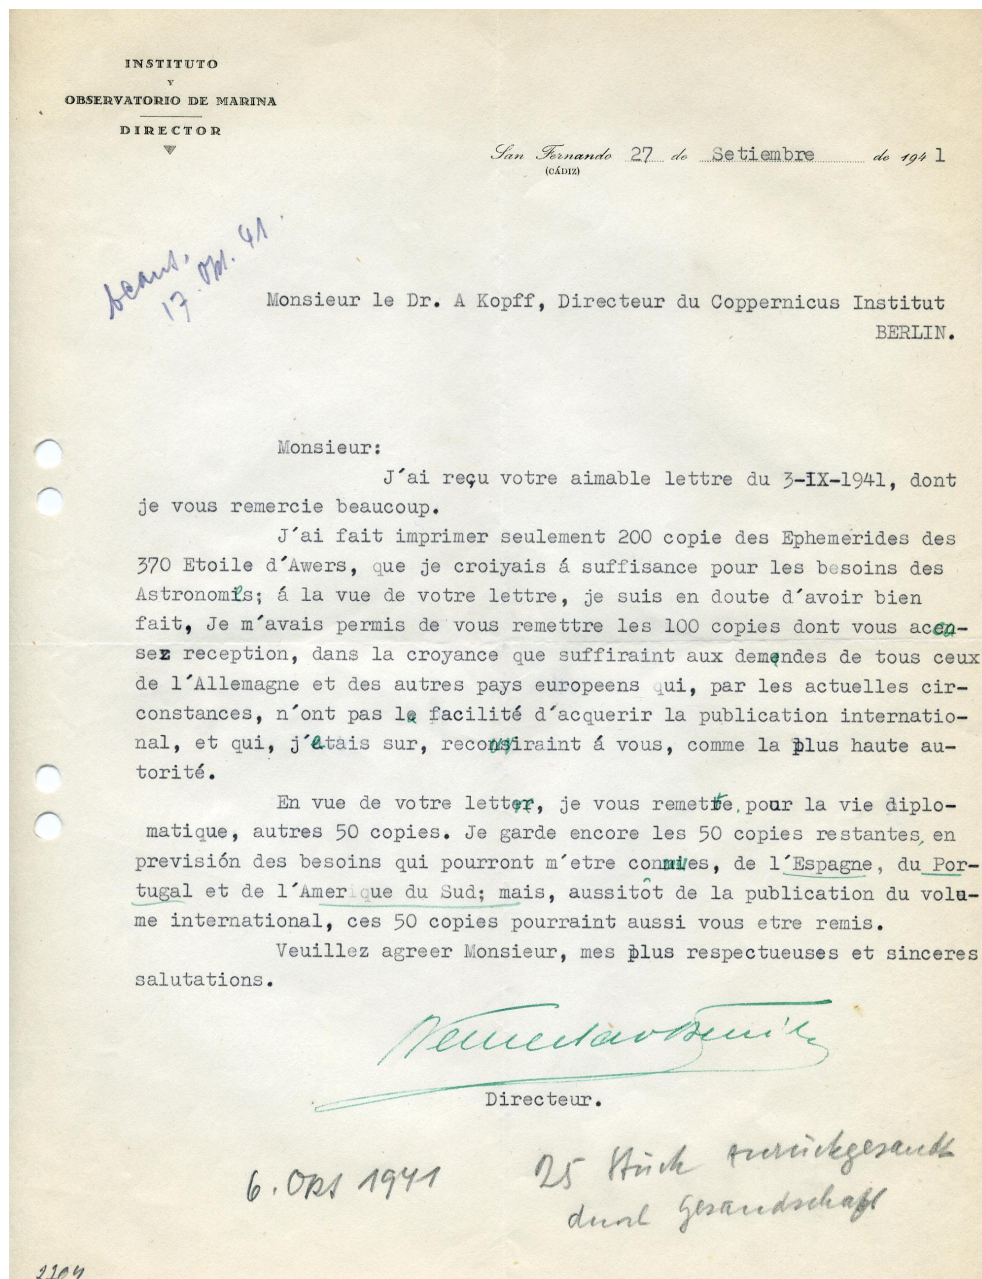 INSTITUTO
Y
OBSERVATORIO DE MARINA
DIRECTOR
San Fernando 27 de Setiembre de 1941
(CÁDIZ)
beant.
17. Okt. 41.
Monsieur le Dr. A Kopff, Directeur du Coppernicus Institut
BERLIN.
Monsieur:
J´ai reçu votre aimable lettre du 3-IX-1941, dont
je vous remercie beaucoup.
J´ai fait imprimer seulement 200 copie des Ephemerides des
370 Etoile d´Awers, que je croiyais á suffisance pour les besoins des
Astronomes; á la vue de votre lettre, je suis en doute d´avoir bien
fait, Je m´avais permis de vous remettre les 100 copies dont vous accu-
sez reception, dans la croyance que suffiraint aux demandes de tous ceux
de l´Allemagne et des autres pays europeens qui, par les actuelles cir-
constances, n´ont pas la facilité d´acquerir la publication internatio-
nal, et qui, j´etais sur, recouriraint á vous, comme la plus haute au-
torité.
En vue de votre letter, je vous remette, pour la vie diplo-
matique, autres 50 copies. Je garde encore les 50 copies restantes, en
previsión des besoins qui pourront m´etre connues, de l´Espagne, du Por-
tugal et de l´Amerique du Sud; mais, aussitôt de la publication du volu-
me international, ces 50 copies pourraint aussi vous etre remis.
Veuillez agreer Monsieur, mes plus respectueuses et sinceres
salutations.
Directeur.
6. Okt 1941
25 Stück zurückgesandt
durch Gesandschaft